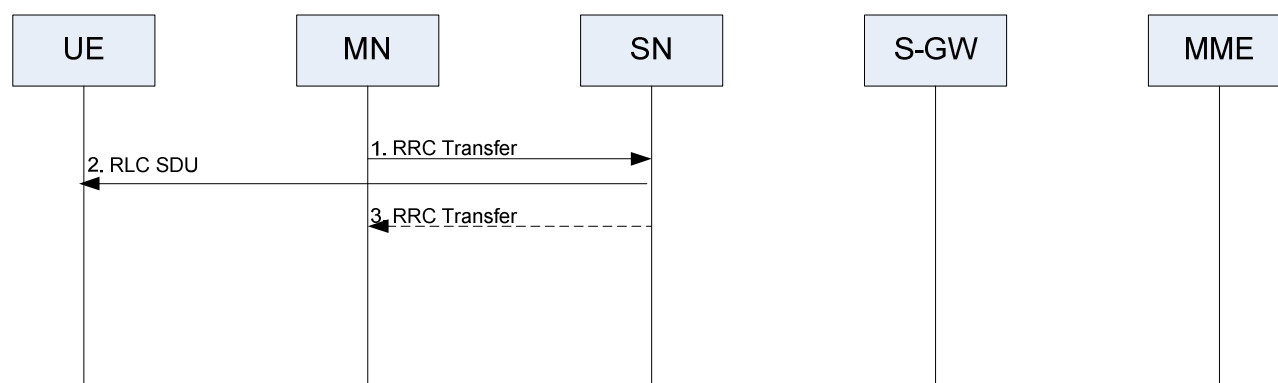 UE
MN
SN
S-GW
MME
1. RRC Transfer
2. RLC SDU
3. RRC Transfer